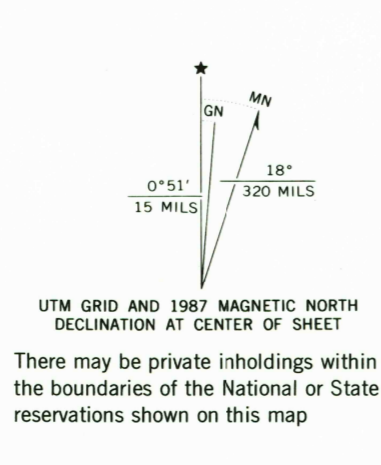 ★
MN
GN
18°
0°51′
320 MILS
15 MILS
UTM GRID AND 1987 MAGNETIC NORTH
DECLINATION AT CENTER OF SHEET
There may be private inholdings within
the boundaries of the National or State
reservations shown on this map